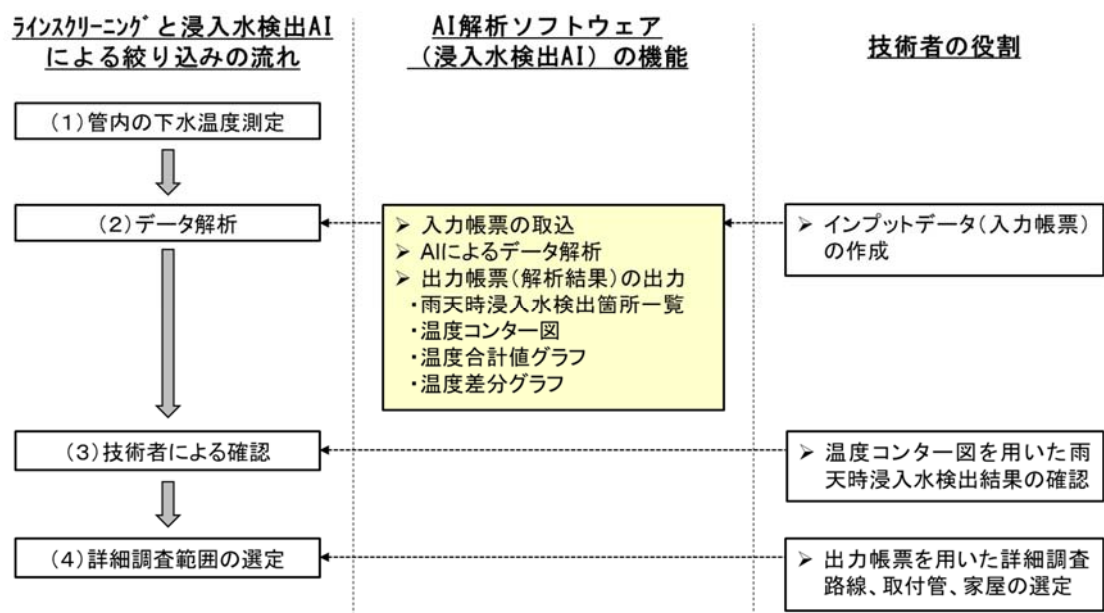 ﾗｲﾝｽｸﾘｰﾆﾝｸﾞと浸入水検出AI
による絞り込みの流れ
AI解析ソフトウェア
（浸入水検出AI）の機能
技術者の役割
（１）管内の下水温度測定
（２）データ解析
➢ 入力帳票の取込
➢ AIによるデータ解析
➢ 出力帳票（解析結果）の出力
・雨天時浸入水検出箇所一覧
・温度コンター図
・温度合計値グラフ
・温度差分グラフ
➢ インプットデータ（入力帳票）
の作成
（３）技術者による確認
➢ 温度コンター図を用いた雨
天時浸入水検出結果の確認
（４）詳細調査範囲の選定
➢ 出力帳票を用いた詳細調査
路線、取付管、家屋の選定